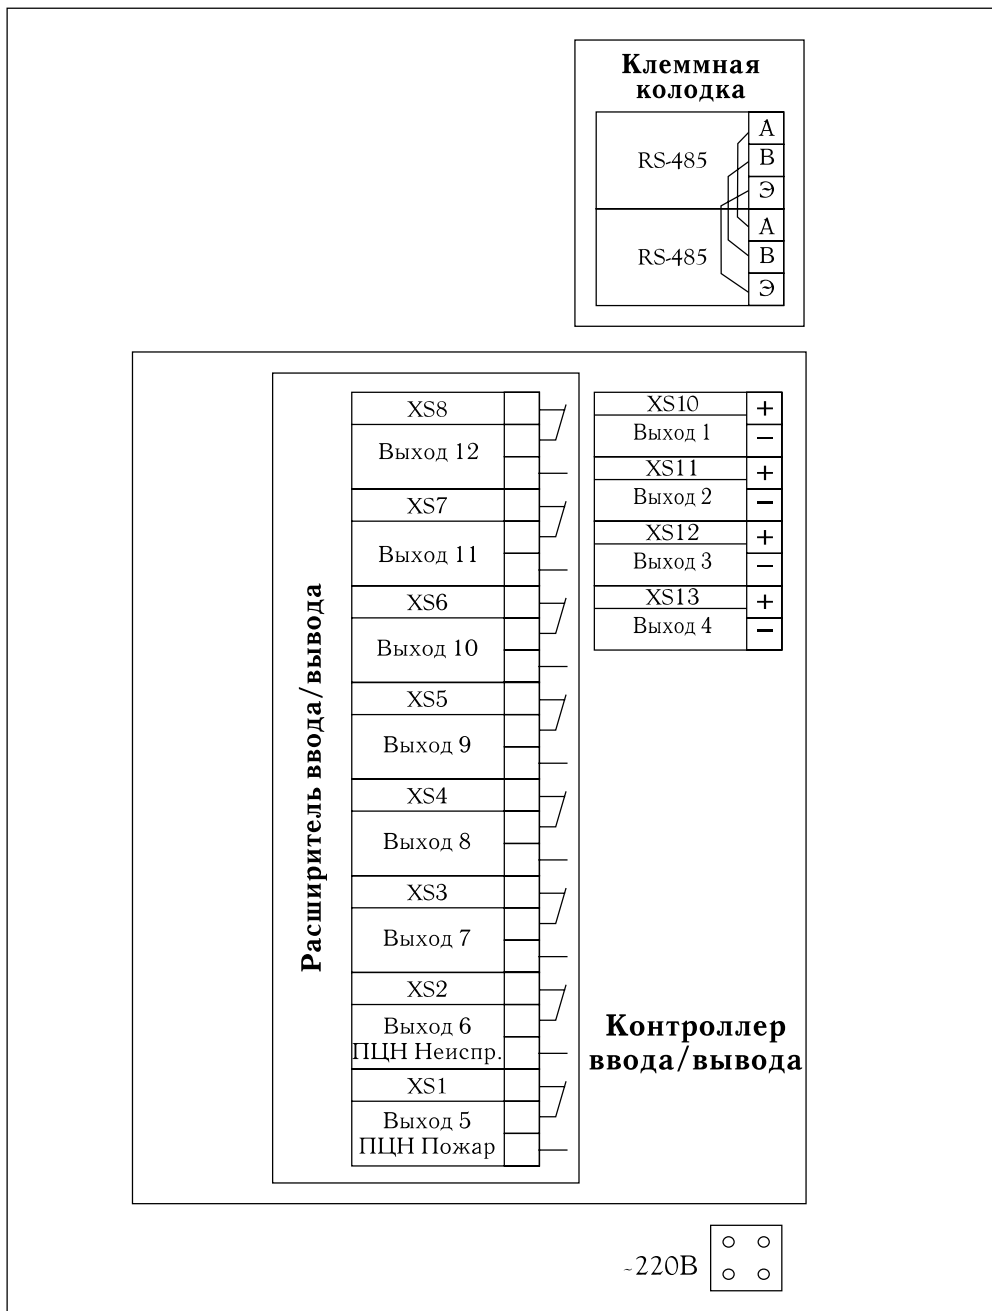 Клеммная
колодка
RS-485
А
В
Э
RS-485
А
В
Э
Расширитель ввода/вывода
XS8
Выход 12
XS7
Выход 11
XS6
Выход 10
XS5
Выход 9
XS4
Выход 8
XS3
Выход 7
XS2
Выход 6
ПЦН Неиспр.
XS1
Выход 5
ПЦН Пожар
XS10 +
Выход 1 −
XS11 +
Выход 2 −
XS12 +
Выход 3 −
XS13 +
Выход 4 −
Контроллер
ввода/вывода
~220В